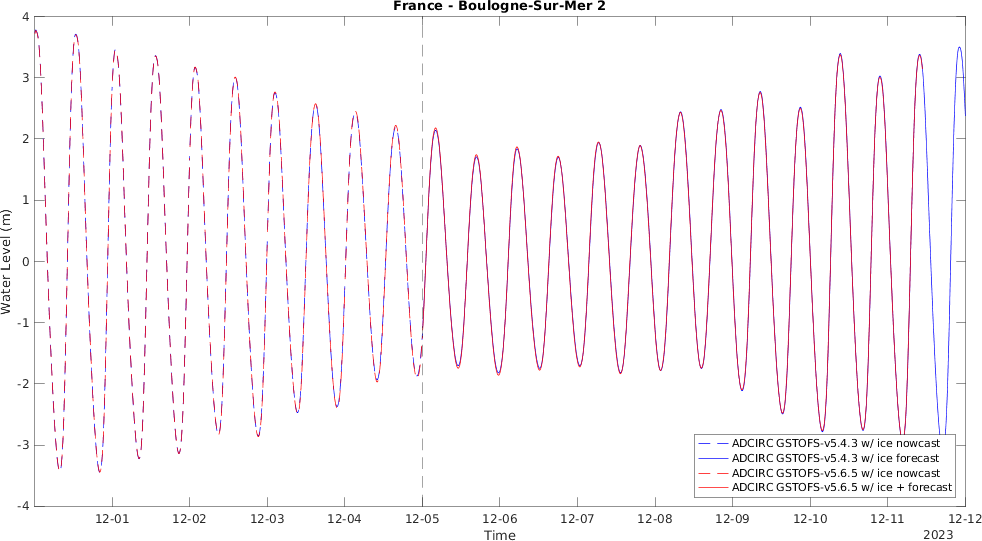 France - Boulogne-Sur-Mer 2
Water Level (m)
4
3
2
1
0
-1
-2
-3
-4
ADCIRC GSTOFS-v5.4.3 w/ ice nowcast
ADCIRC GSTOFS-v5.4.3 w/ ice forecast
ADCIRC GSTOFS-v5.6.5 w/ ice nowcast
ADCIRC GSTOFS-v5.6.5 w/ ice + forecast
12-01 12-02 12-03 12-04 12-05 12-06 12-07 12-08 12-09 12-10 12-11 12-12
Time
2023